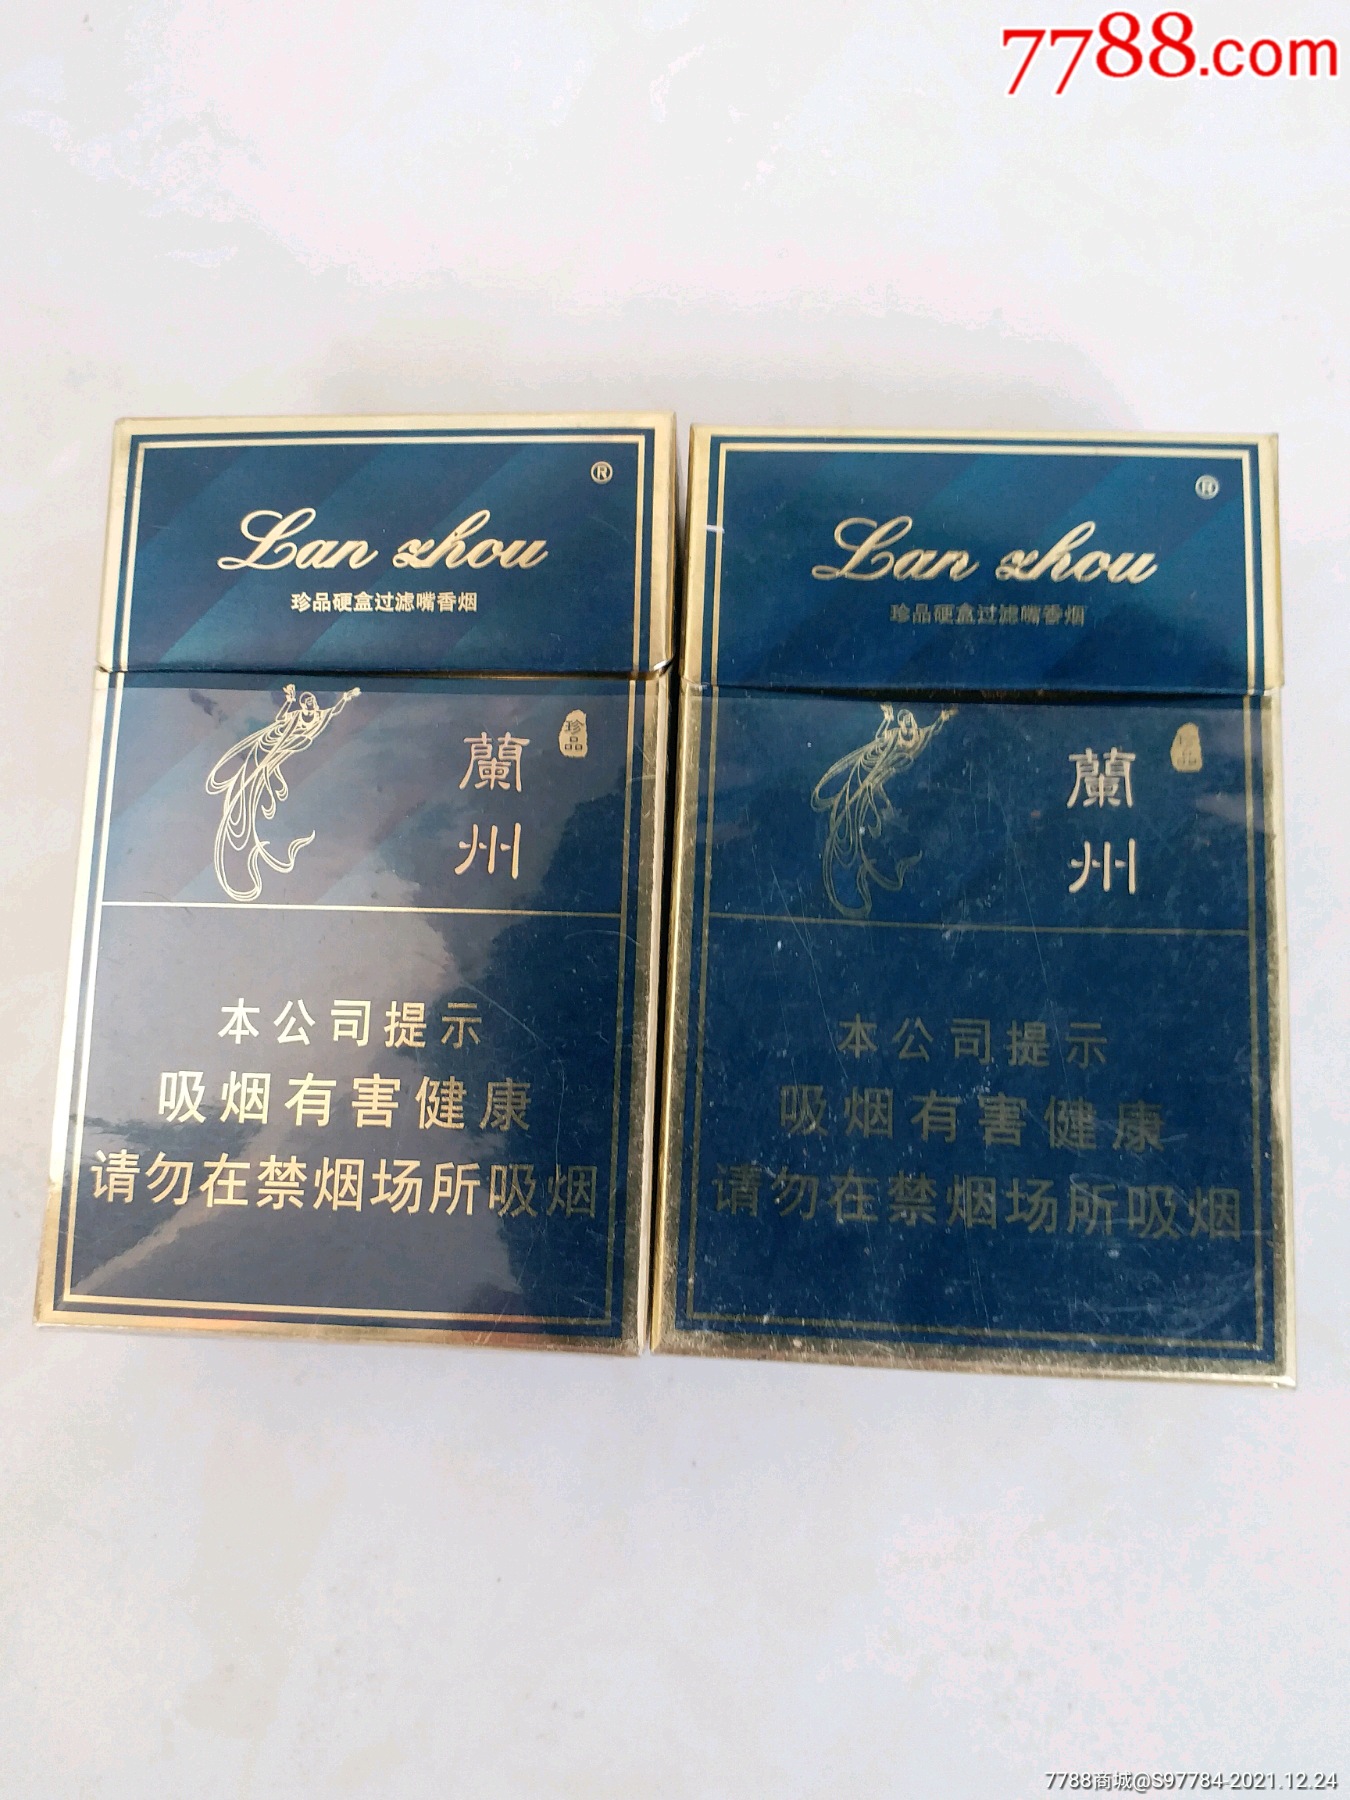 7788.com
®
Lan zhou
珍品硬盒过滤嘴香烟
珍品
蘭
州
本公司提示
吸烟有害健康
请勿在禁烟场所吸烟
®
Lan zhou
珍品硬盒过滤嘴香烟
珍品
蘭
州
本公司提示
吸烟有害健康
请勿在禁烟场所吸烟
7788商城@S97784-2021.12.24